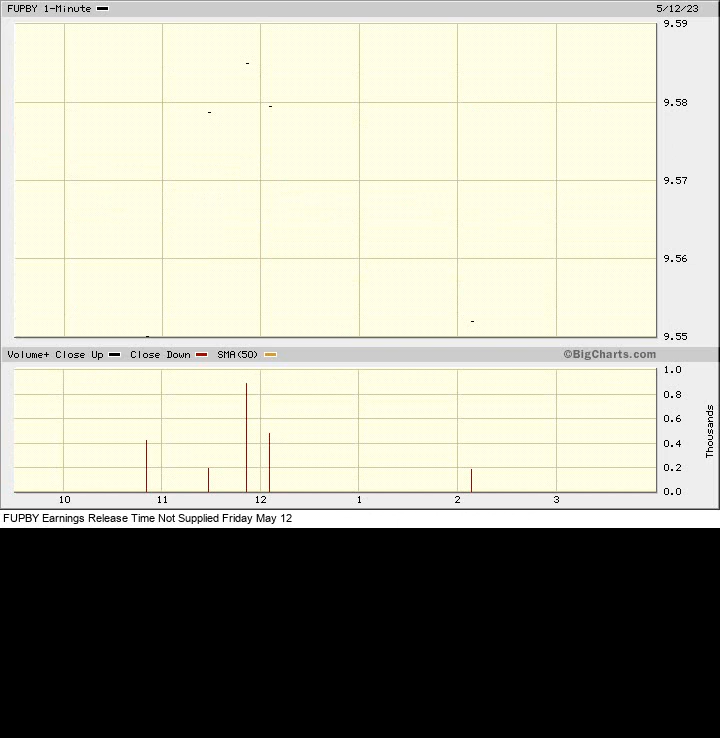 FUPBY 1-Minute 5/12/23
9.59
9.58
9.57
9.56
9.55
Volume+ Close Up Close Down SMA(50) ©BigCharts.com
1.0
0.8
0.6
0.4
0.2
0.0
Thousands
10 11 12 1 2 3
FUPBY Earnings Release Time Not Supplied Friday May 12